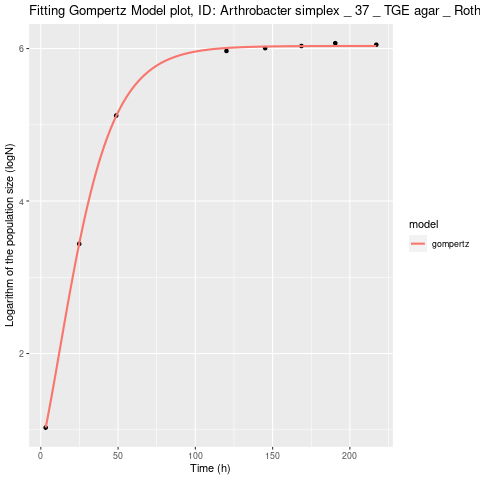 Fitting Gompertz Model plot, ID: Arthrobacter simplex _ 37 _ TGE agar _ Roth
6
4
2
Logarithm of the population size (logN)
0
50
100
150
200
Time (h)
model
gompertz